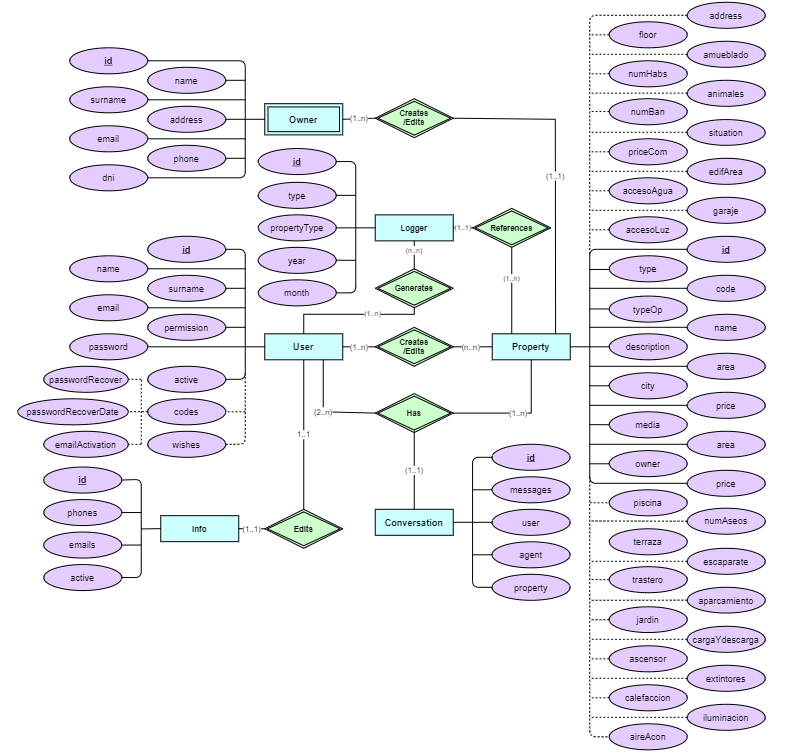 id
name
surname
address
email
phone
dni
Owner
(1..n)
Creates
/Edits
(1..1)
id
type
propertyType
year
month
Logger
(1..1)
References
(n..n)
(1..n)
Generates
(1..n)
id
name
surname
email
permission
password
active
passwordRecover
codes
passwordRecoverDate
wishes
emailActivation
User
(1..n)
Creates
/Edits
(n..n)
Property
(2..n)
Has
(1..n)
1..1
(1..1)
id
phones
emails
active
Info
(1..1)
Edits
Conversation
id
messages
user
agent
property
address
floor
amueblado
numHabs
animales
numBan
situation
priceCom
edifArea
accesoAgua
garaje
accesoLuz
id
type
code
typeOp
name
description
area
city
price
media
area
owner
price
piscina
numAseos
terraza
escaparate
trastero
aparcamiento
jardin
cargaYdescarga
ascensor
extintores
calefaccion
iluminacion
aireAcon